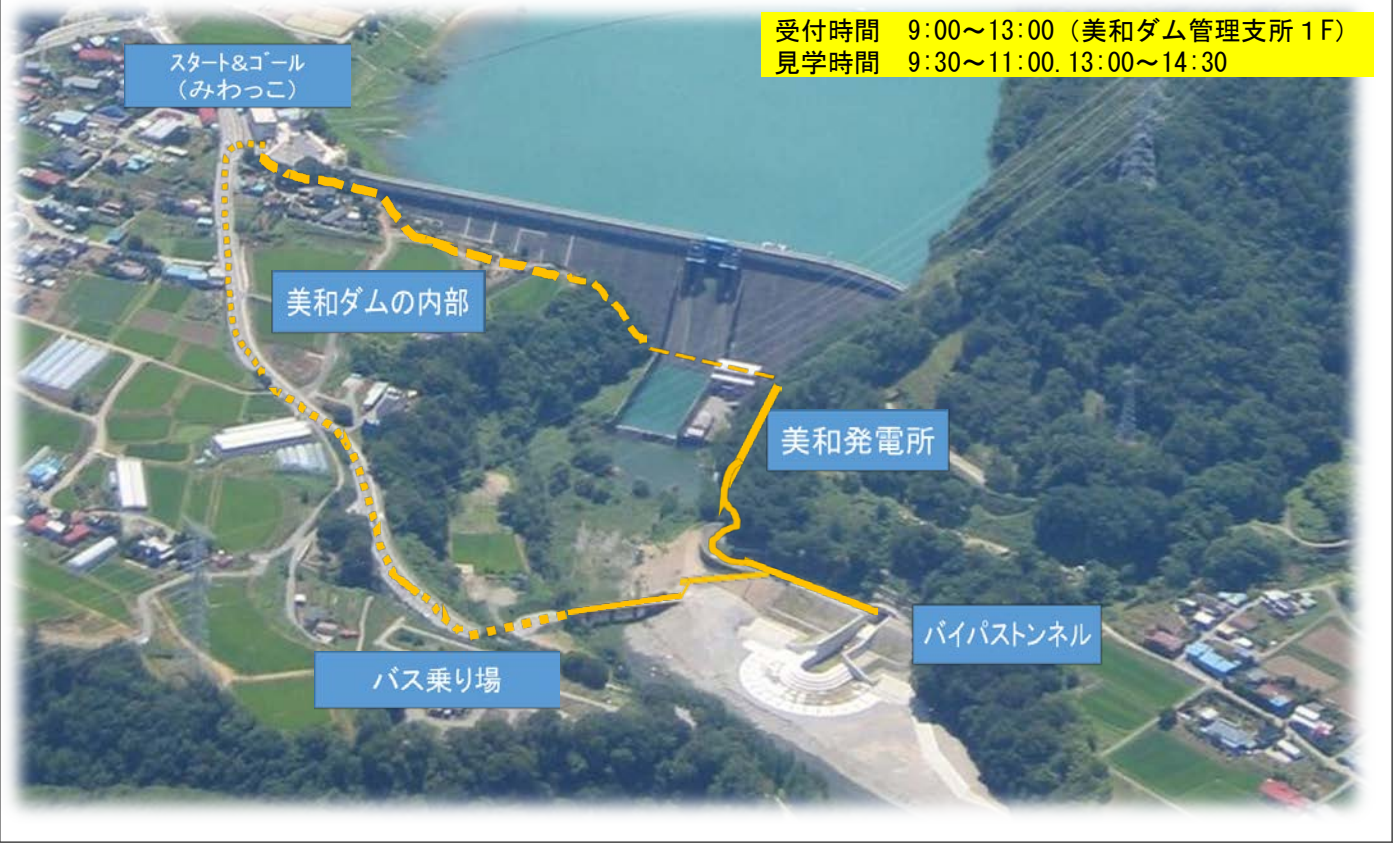 受付時間　9:00～13:00（美和ダム管理支所１F）
見学時間　9:30～11:00.13:00～14:30
スタート&ゴール
（みわっこ）
美和ダムの内部
美和発電所
バイパストンネル
バス乗り場